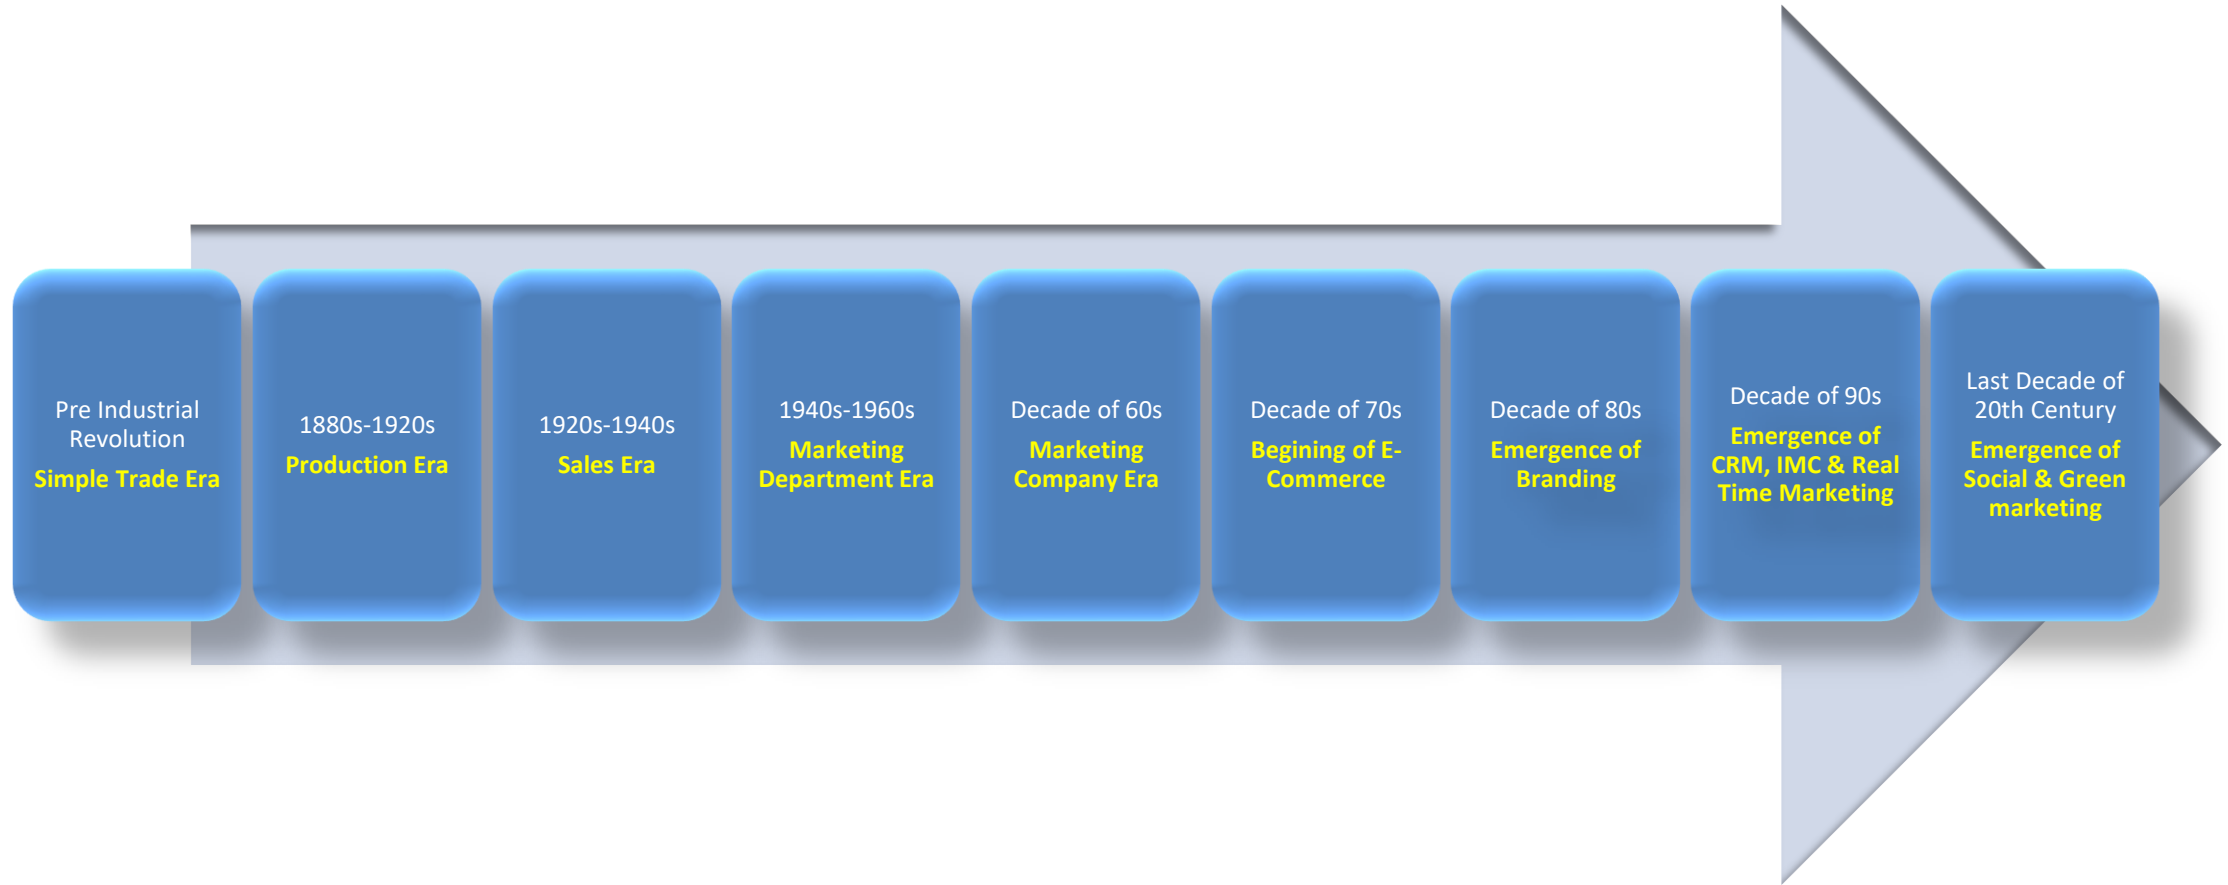 Pre Industrial
Revolution
Simple Trade Era
1880s-1920s
Production Era
1920s-1940s
Sales Era
1940s-1960s
Marketing
Department Era
Decade of 60s
Marketing
Company Era
Decade of 70s
Begining of E-
Commerce
Decade of 80s
Emergence of
Branding
Decade of 90s
Emergence of
CRM, IMC & Real
Time Marketing
Last Decade of
20th Century
Emergence of
Social & Green
marketing